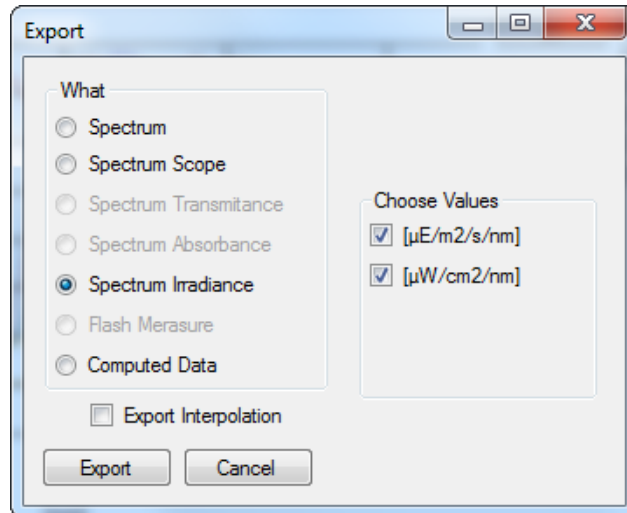 Export
What
Spectrum
Spectrum Scope
Spectrum Transmitance
Spectrum Absorbance
Spectrum Irradiance
Flash Merasure
Computed Data
Choose Values
[µE/m2/s/nm]
[µW/cm2/nm]
Export Interpolation
Export Cancel